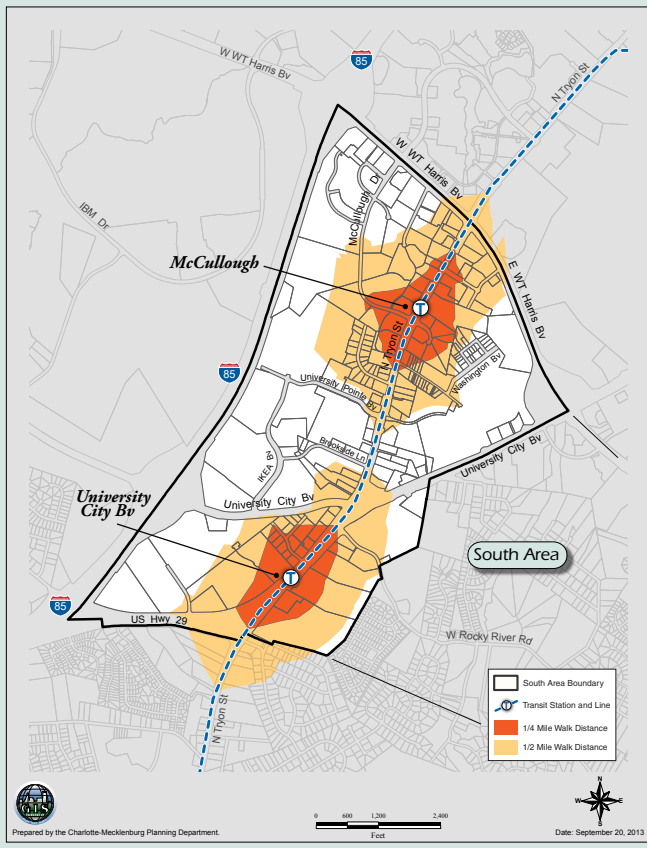 85
W WT Harris Bv
N Tryon St
W WT Harris Bv
McCullough Dr
IBM Dr
McCullough
T
E WT Harris Bv
N Tryon St
85
University Pointe Bv
Washington Bv
Brookside Ln
IKEA Rd
University City Bv
University
City Bv
University City Bv
South Area
T
85
US Hwy 29
W Rocky River Rd
N Tryon St
South Area Boundary
T
Transit Station and Line
1/4 Mile Walk Distance
1/2 Mile Walk Distance
GIS
N
W
E
S
0 600 1,200 2,400
Feet
Prepared by the Charlotte-Mecklenburg Planning Department.
Date: September 20, 2013